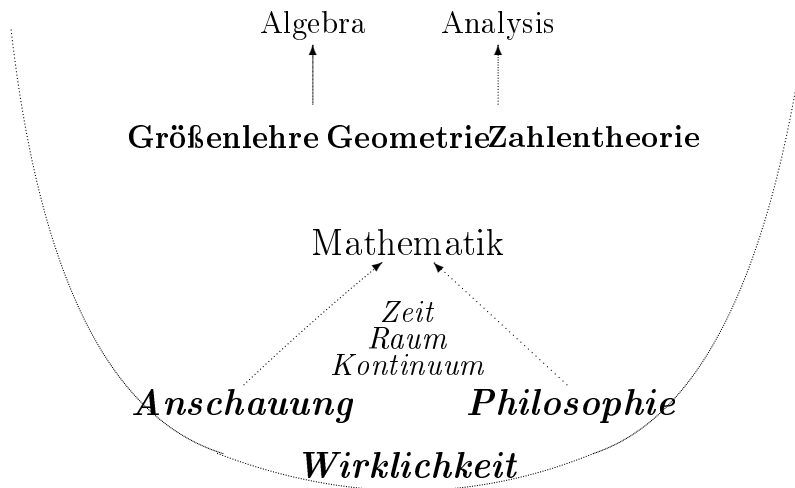 Algebra Analysis
Größenlehre Geometrie Zahlentheorie
Mathematik
Zeit
Raum
Kontinuum
Anschauung Philosophie
Wirklichkeit